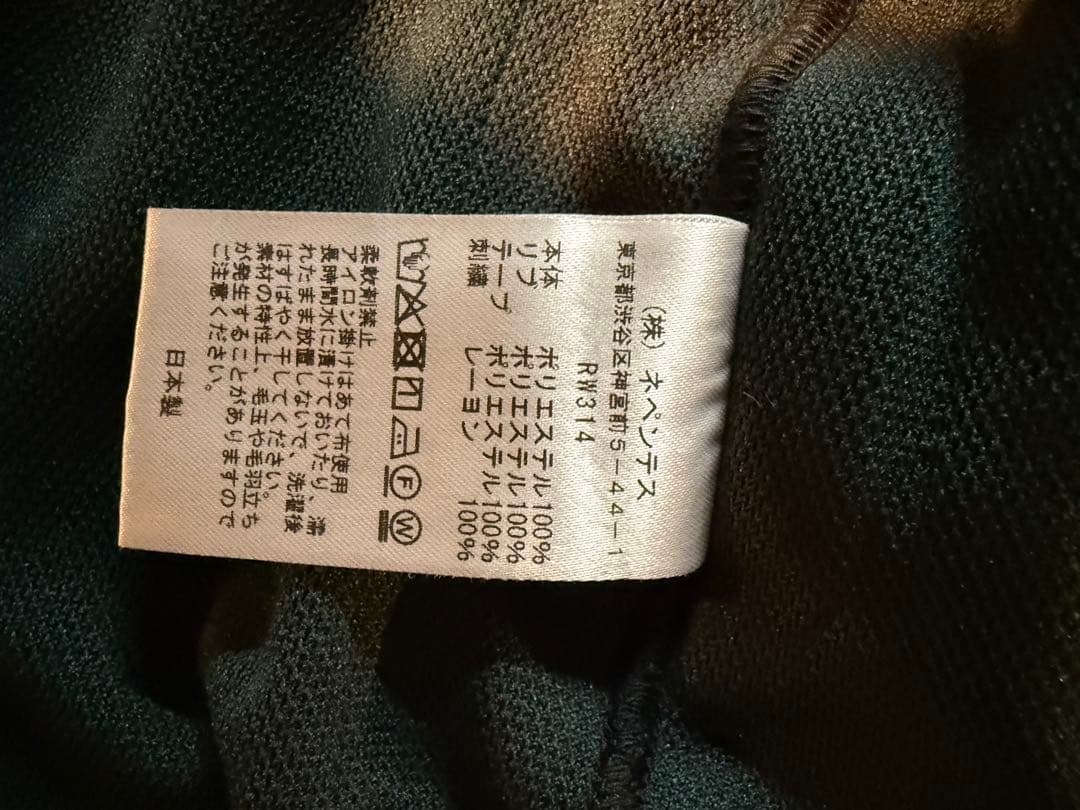 (株) ネペンテス
東京都渋谷区神宮前5-44-1
RW314
本体 ポリエステル100%
リブ ポリエステル100%
テープ ポリエステル100%
刺繍 レーヨン 100%
F W
柔軟剤禁止
アイロン掛けはあて布使用
長時間水に漬けておいたり、濡
れたまま放置しないで、洗濯後
はすばやく干してください。
素材の特性上、毛玉や毛羽立ち
が発生することがありますので
ご注意ください。
日本製